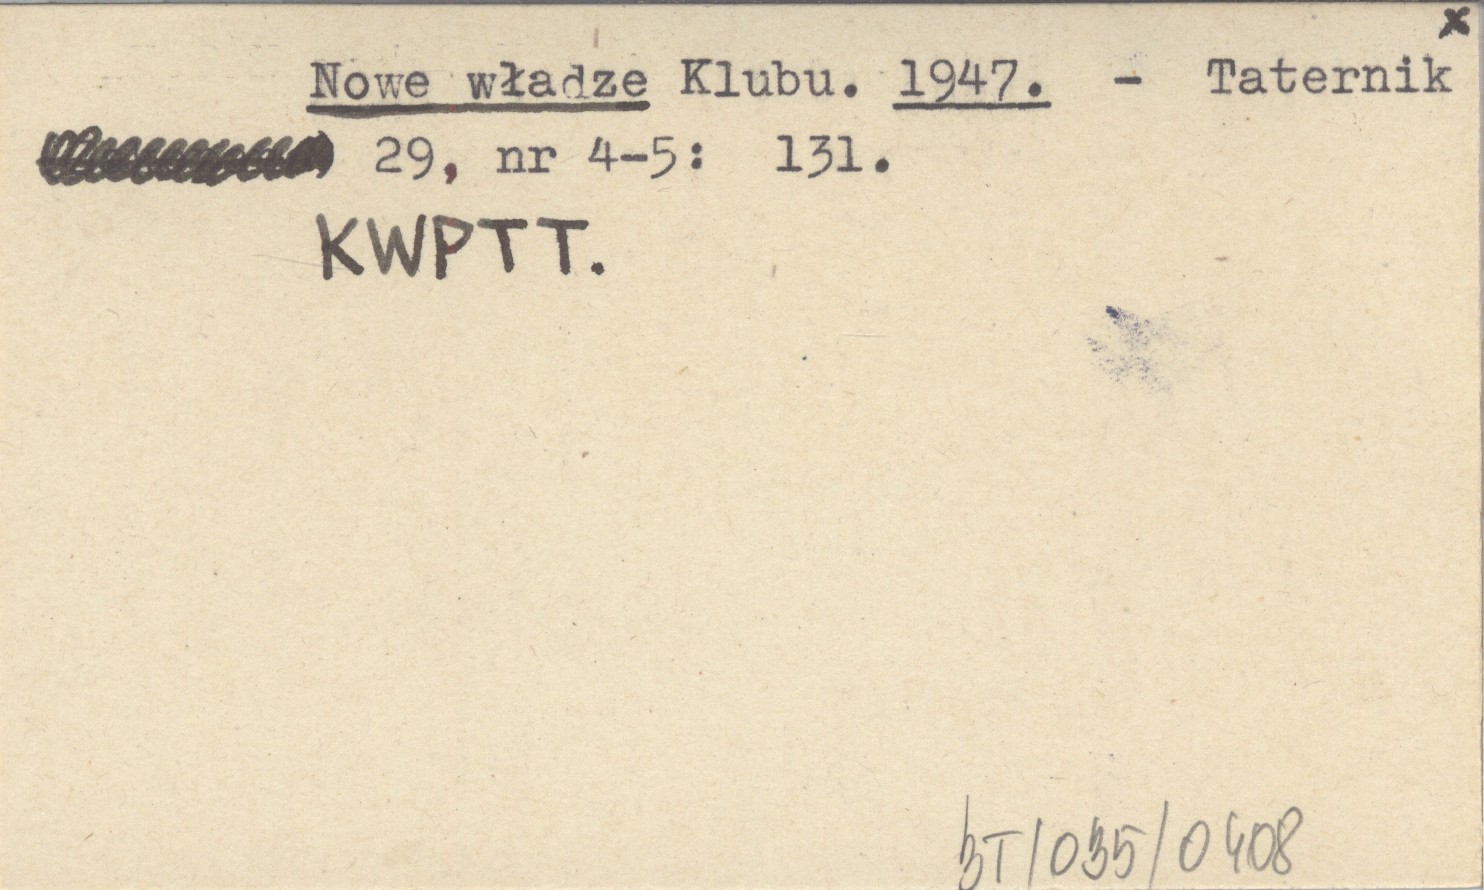 x
Nowe władze Klubu. 1947. - Taternik
29, nr 4-5: 131.
KWPTT.
BT/035/0408